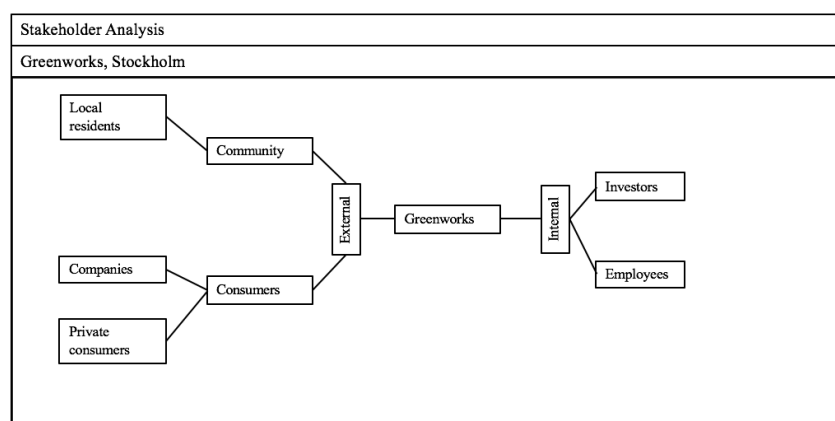 Stakeholder Analysis
Greenworks, Stockholm
Local
residents
Community
External
Greenworks
Internal
Investors
Employees
Companies
Consumers
Private
consumers